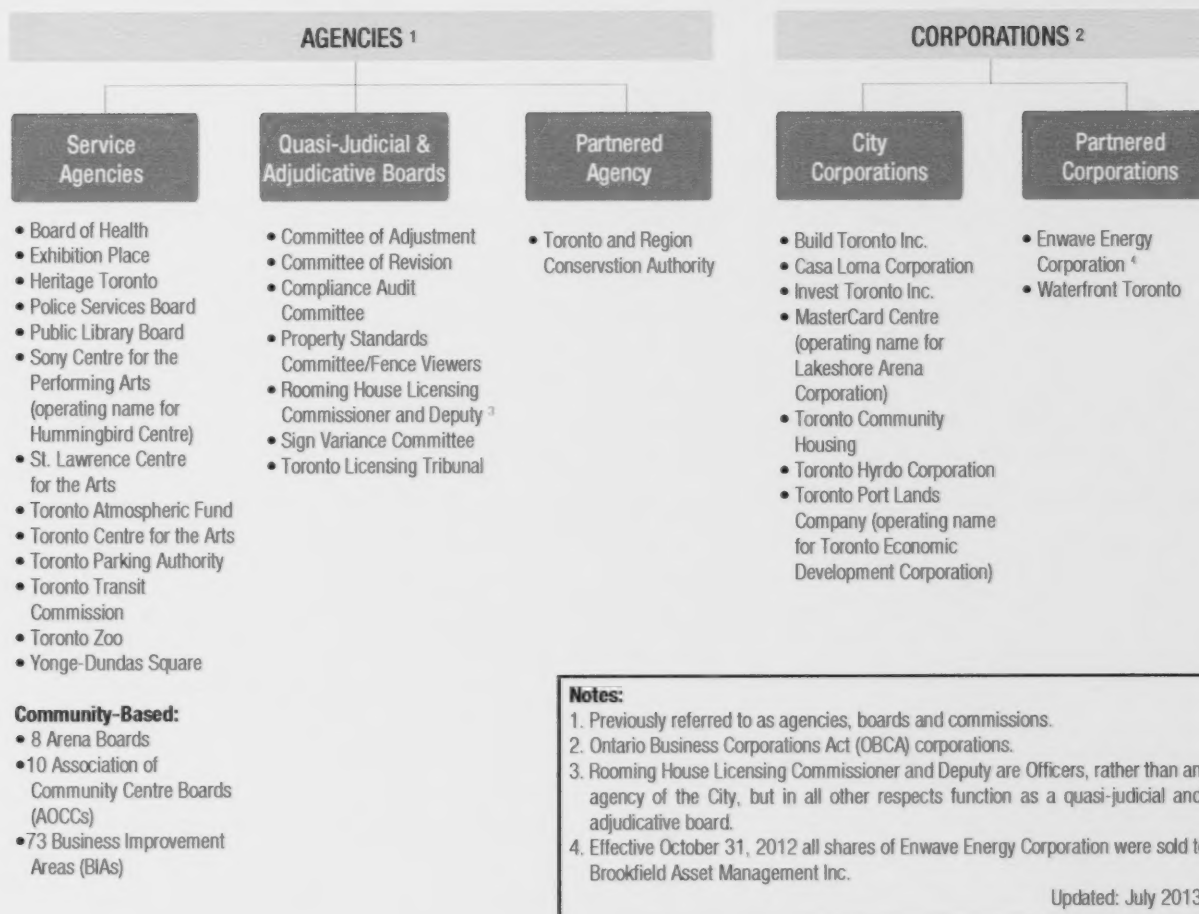 AGENCIES 1
CORPORATIONS 2
Service
Agencies
Quasi-Judicial &
Adjudicative Boards
Partnered
Agency
City
Corporations
Partnered
Corporations
• Board of Health
• Exhibition Place
• Heritage Toronto
• Police Services Board
• Public Library Board
• Sony Centre for the
Performing Arts
(operating name for
Hummingbird Centre)
• St. Lawrence Centre
for the Arts
• Toronto Atmospheric Fund
• Toronto Centre for the Arts
• Toronto Parking Authority
• Toronto Transit
Commission
• Toronto Zoo
• Yonge-Dundas Square
Community-Based:
• 8 Arena Boards
•10 Association of
Community Centre Boards
(AOCCs)
•73 Business Improvement
Areas (BIAs)
• Committee of Adjustment
• Committee of Revision
• Compliance Audit
Committee
• Property Standards
Committee/Fence Viewers
• Rooming House Licensing
Commissioner and Deputy 3
• Sign Variance Committee
• Toronto Licensing Tribunal
• Toronto and Region
Conservstion Authority
• Build Toronto Inc.
• Casa Loma Corporation
• Invest Toronto Inc.
• MasterCard Centre
(operating name for
Lakeshore Arena
Corporation)
• Toronto Community
Housing
• Toronto Hyrdo Corporation
• Toronto Port Lands
Company (operating name
for Toronto Economic
Development Corporation)
• Enwave Energy
Corporation 4
• Waterfront Toronto
Notes:
1. Previously referred to as agencies, boards and commissions.
2. Ontario Business Corporations Act (OBCA) corporations.
3. Rooming House Licensing Commissioner and Deputy are Officers, rather than an
agency of the City, but in all other respects function as a quasi-judicial and
adjudicative board.
4. Effective October 31, 2012 all shares of Enwave Energy Corporation were sold t
Brookfield Asset Management Inc.
Updated: July 2013